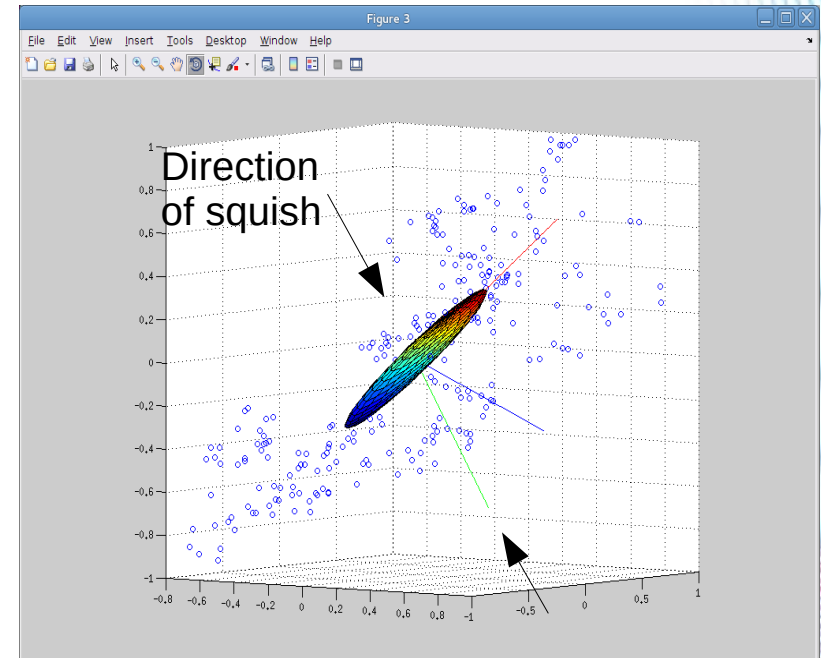 Figure 3
File Edit View Insert Tools Desktop Window Help
Direction
of squish
1
0.8
0.6
0.4
0.2
0
-0.2
-0.4
-0.6
-0.8
-1
-0.8 -0.6 -0.4 -0.2 0 0.2 0.4 0.6 0.8 -1 -0.5 0 0.5 1